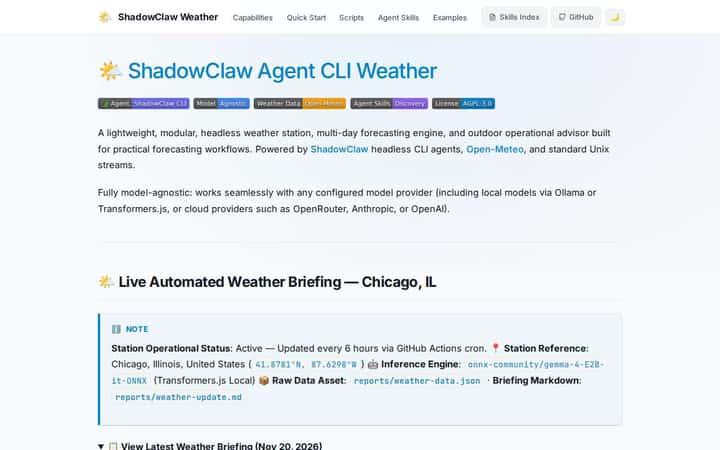 ShadowClaw Weather Capabilities Quick Start Scripts Agent Skills Examples Skills Index GitHub
ShadowClaw Agent CLI Weather
Agent ShadowClaw CLI Model Agnostic Weather Data Open-Meteo Agent Skills Discovery License AGPL-3.0
A lightweight, modular, headless weather station, multi-day forecasting engine, and outdoor operational advisor built
for practical forecasting workflows. Powered by ShadowClaw headless CLI agents, Open-Meteo, and standard Unix
streams.
Fully model-agnostic: works seamlessly with any configured model provider (including local models via Ollama or
Transformers.js, or cloud providers such as OpenRouter, Anthropic, or OpenAI).
Live Automated Weather Briefing — Chicago, IL
NOTE
Station Operational Status: Active — Updated every 6 hours via GitHub Actions cron. 📍 Station Reference:
Chicago, Illinois, United States ( 41.8781°N, 87.6298°W ) 🤖 Inference Engine: onnx-community/gemma-4-E2B-
it-ONNX (Transformers.js Local) 📦 Raw Data Asset: reports/weather-data.json · Briefing Markdown:
reports/weather-update.md
▼ 📋 View Latest Weather Briefing (Nov 20, 2026)